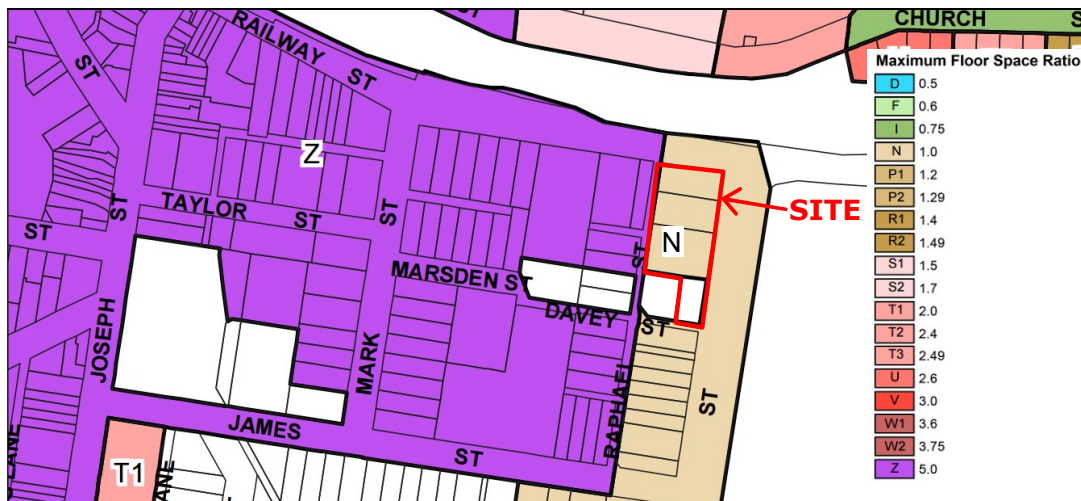 CHURCH S
RAILWAY ST
ST
ST
Maximum Floor Space Ratio
D 0.5
F 0.6
I 0.75
N 1.0
P1 1.2
P2 1.29
R1 1.4
R2 1.49
S1 1.5
S2 1.7
T1 2.0
T2 2.4
T3 2.49
U 2.6
V 3.0
W1 3.6
W2 3.75
Z 5.0
Z
TAYLOR ST
ST
ST
ST
SITE
N
ST
MARSDEN ST
DAVEY ST
JOSEPH
MARK
RAPHAEL
ST
JAMES ST
LANE
T1
LANE